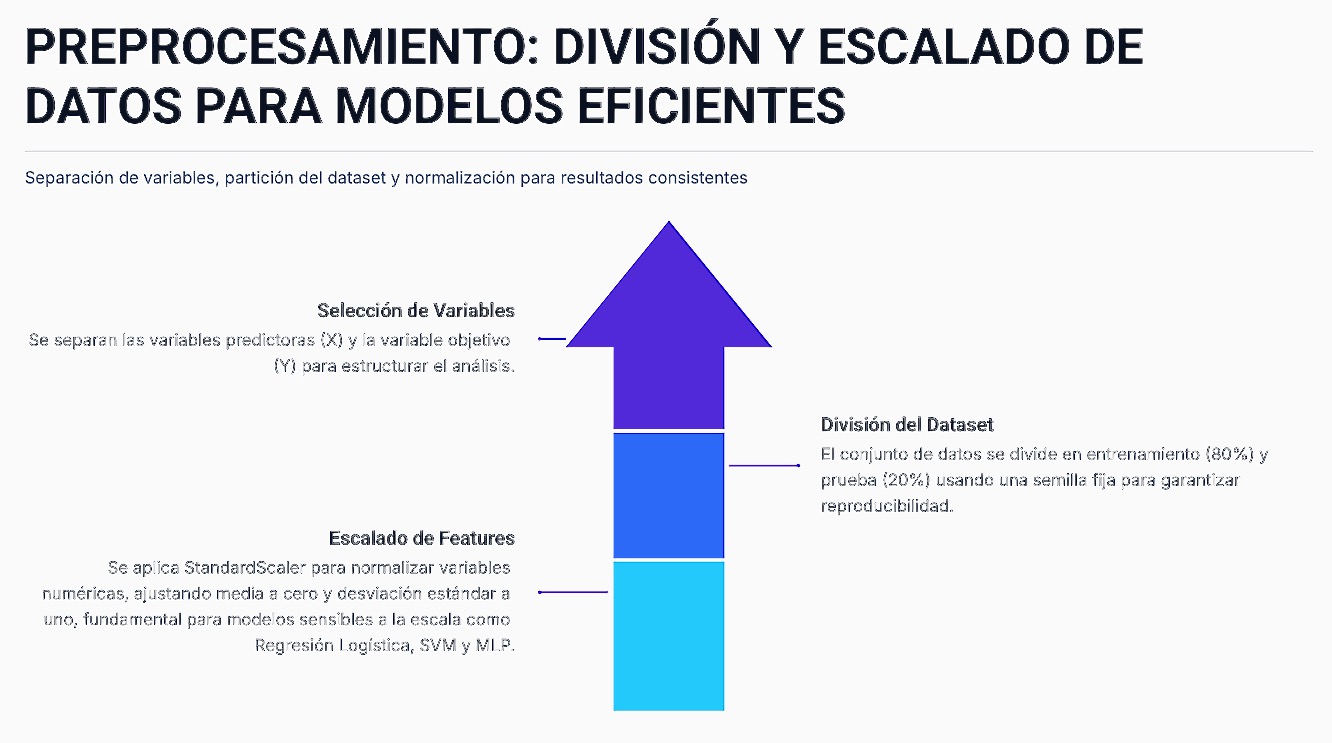 PREPROCESAMIENTO: DIVISIÓN Y ESCALADO DE
DATOS PARA MODELOS EFICIENTES
Separación de variables, partición del dataset y normalización para resultados consistentes
Selección de Variables
Se separan las variables predictoras (X) y la variable objetivo
(Y) para estructurar el análisis.
División del Dataset
El conjunto de datos se divide en entrenamiento (80%) y
prueba (20%) usando una semilla fija para garantizar
reproducibilidad.
Escalado de Features
Se aplica StandardScaler para normalizar variables
numéricas, ajustando media a cero y desviación estándar a
uno, fundamental para modelos sensibles a la escala como
Regresión Logística, SVM y MLP.